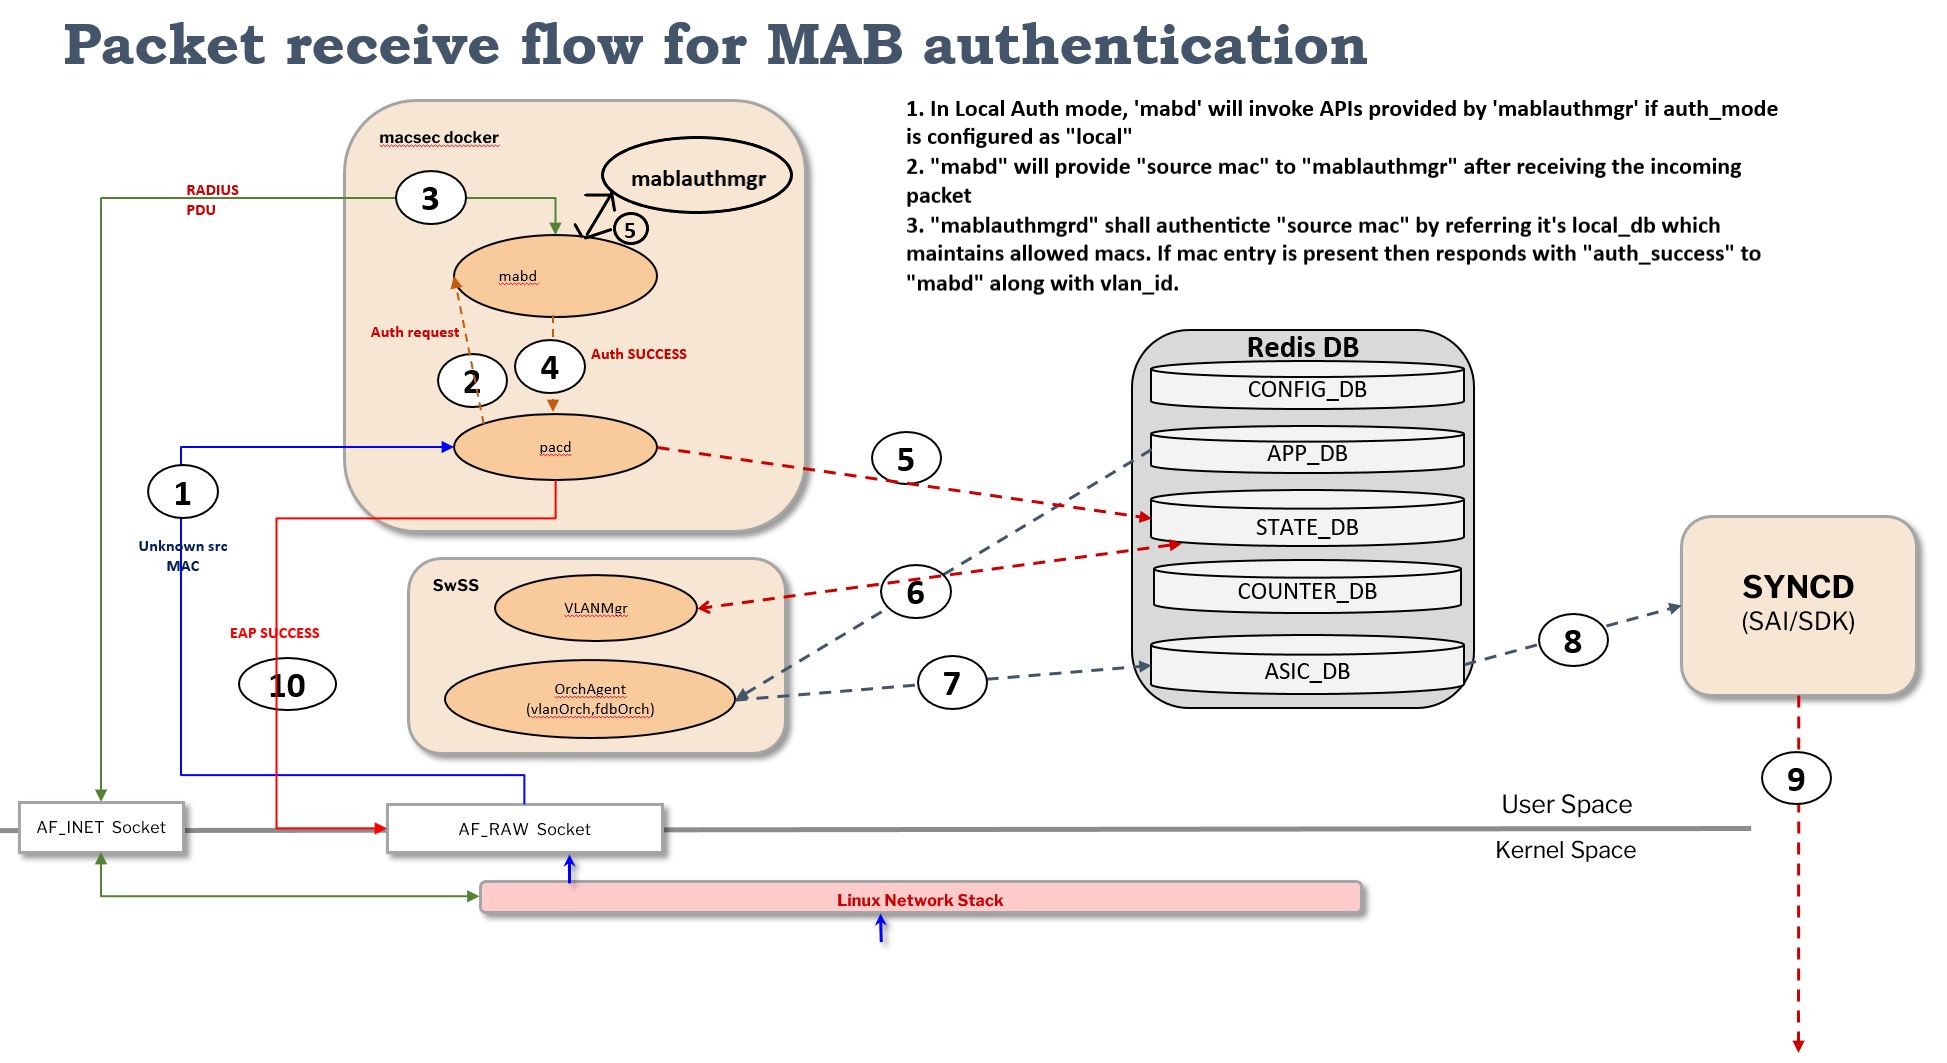 Packet receive flow for MAB authentication
1. In Local Auth mode, 'mabd' will invoke APIs provided by 'mablauthmgr' if auth_mode
is configured as "local"
2. "mabd" will provide "source mac" to "mablauthmgr" after receiving the incoming
packet
3. "mablauthmgrd" shall authenticte "source mac" by referring it's local_db which
maintains allowed macs. If mac entry is present then responds with "auth_success" to
"mabd" along with vlan_id.
macsec docker
mablauthmgr
RADIUS
PDU
3
5
mabd
Auth request
2
4
Auth SUCCESS
pacd
1
Unknown src
MAC
5
Redis DB
CONFIG_DB
APP_DB
STATE_DB
COUNTER_DB
ASIC_DB
SwSS
VLANMgr
OrchAgent
(vlanOrch,fdbOrch)
6
7
8
SYNCD
(SAI/SDK)
9
EAP SUCCESS
10
AF_INET Socket
AF_RAW Socket
User Space
Kernel Space
Linux Network Stack